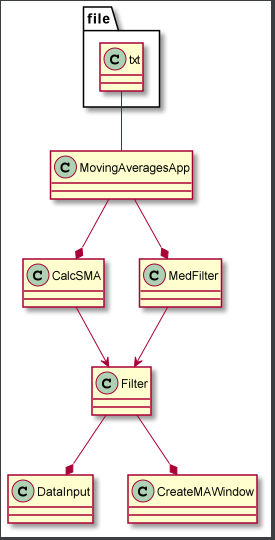 file
C txt
C MovingAveragesApp
C CalcSMA
C MedFilter
C Filter
C DataInput
C CreateMAWindow